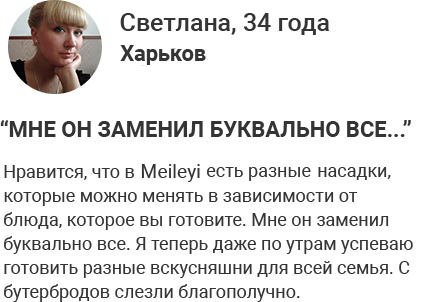 Светлана, 34 года
Харьков
“МНЕ ОН ЗАМЕНИЛ БУКВАЛЬНО ВСЕ...”
Нравится, что в Meileyi есть разные насадки,
которые можно менять в зависимости от
блюда, которое вы готовите. Мне он заменил
буквально все. Я теперь даже по утрам успеваю
готовить разные вкусняшни для всей семья. С
бутербродов слезли благополучно.